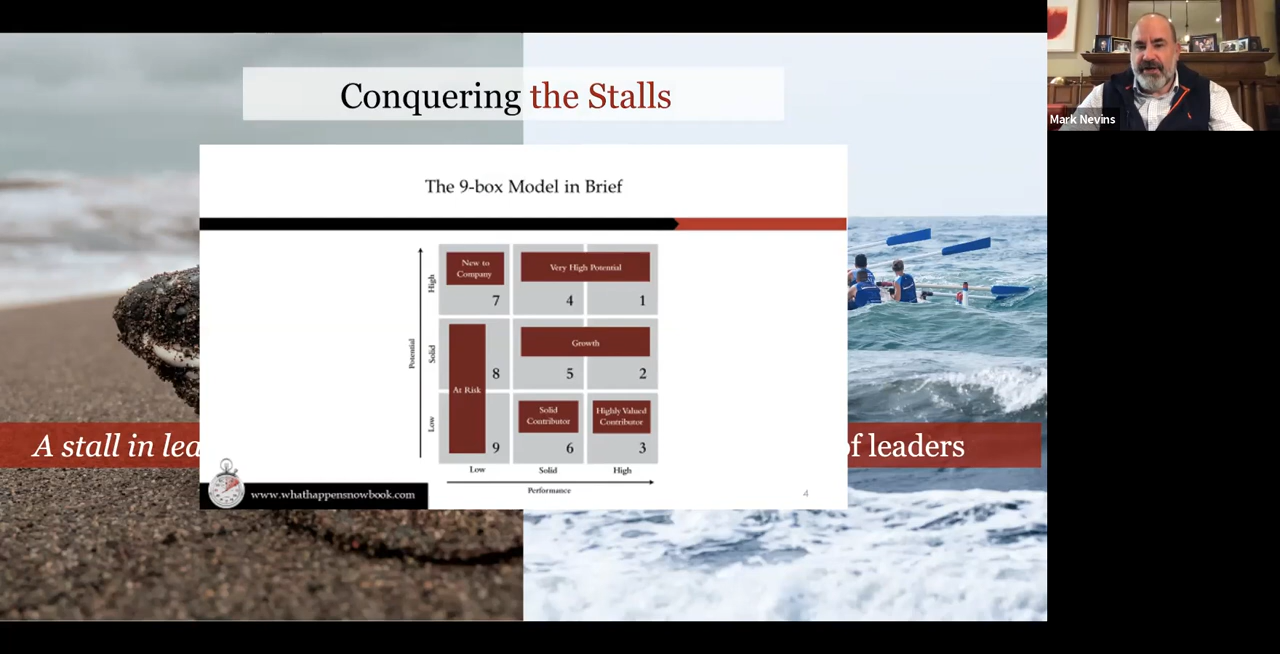 Conquering the Stalls
Mark Nevins
The 9-box Model in Brief
High
New to
Company
Very High Potential
7
4
1
Potential
Solid
Growth
8
5
2
At Risk
Low
Solid
Contributor
Highly Valued
Contributor
9
6
3
Low
Solid
High
Performance
A stall in lea
of leaders
www.whathappensnowbook.com
4